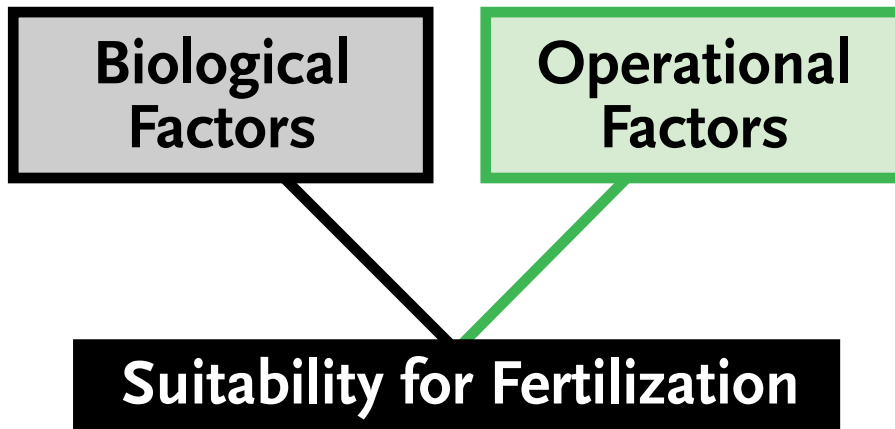 Biological
Factors
Operational
Factors
Suitability for Fertilization